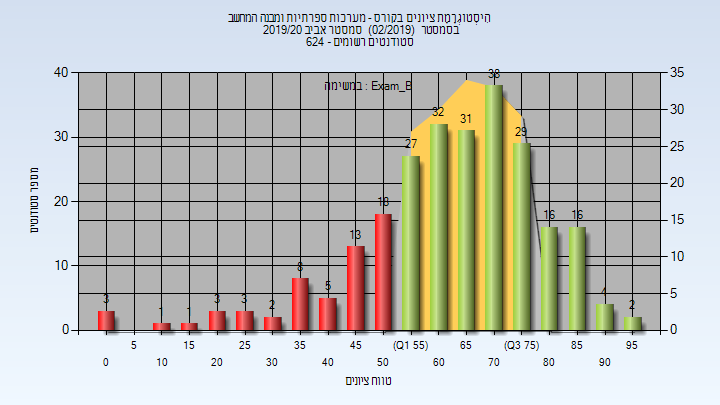 הִיסְטוֹגְרָמַת ציונים בקורס - מערכות ספרתיות ומבנה המחשב
בסמסטר (02/2019) סמסטר אביב 2019/20
סטודנטים רשומים - 624
במשימה : Exam_B
40 35
30 30
25
20 20
15
10 10
5
0 0
3 1 1 3 3 2 8 5 13 18 27 32 31 38 29 16 16 4 2
5 15 25 35 45 (Q1 55) 65 (Q3 75) 85 95
0 10 20 30 40 50 60 70 80 90
מספר סטודנטים
טווח ציונים